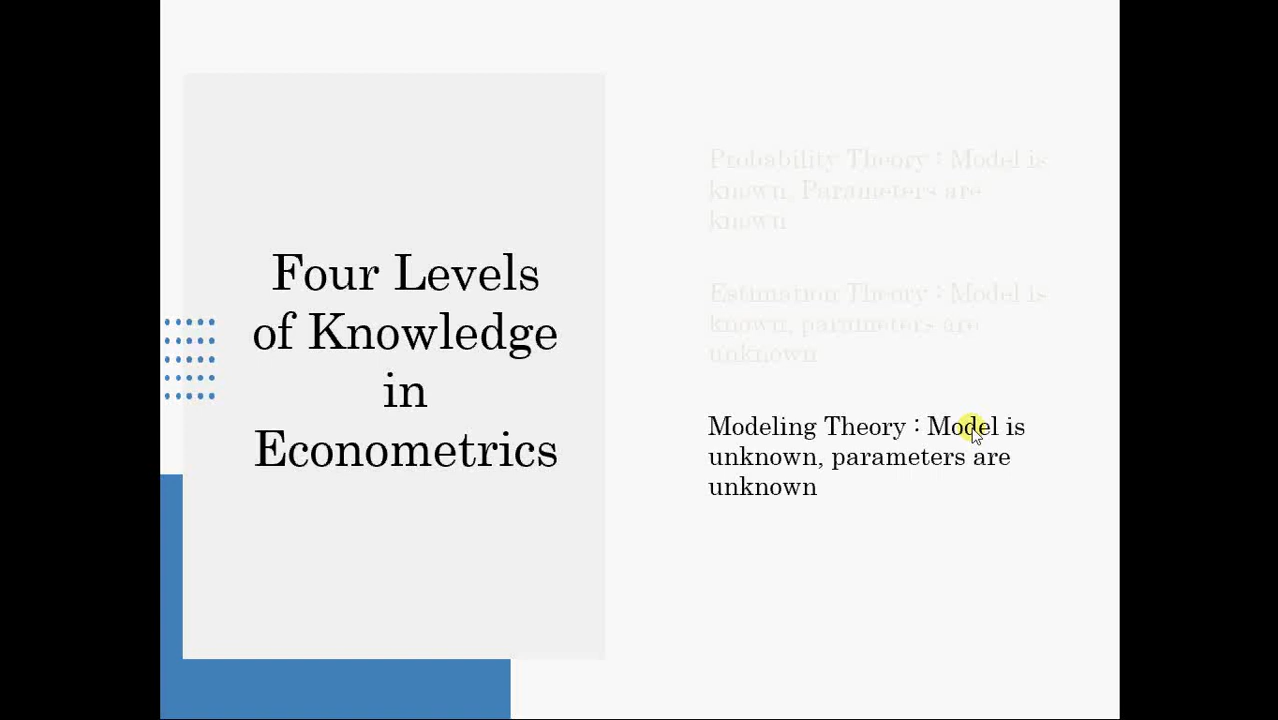 Four Levels
of Knowledge
in
Econometrics
Probability Theory : Model is
known, Parameters are
known
Estimation Theory : Model is
known, parameters are
unknown
Modeling Theory : Model is
unknown, parameters are
unknown